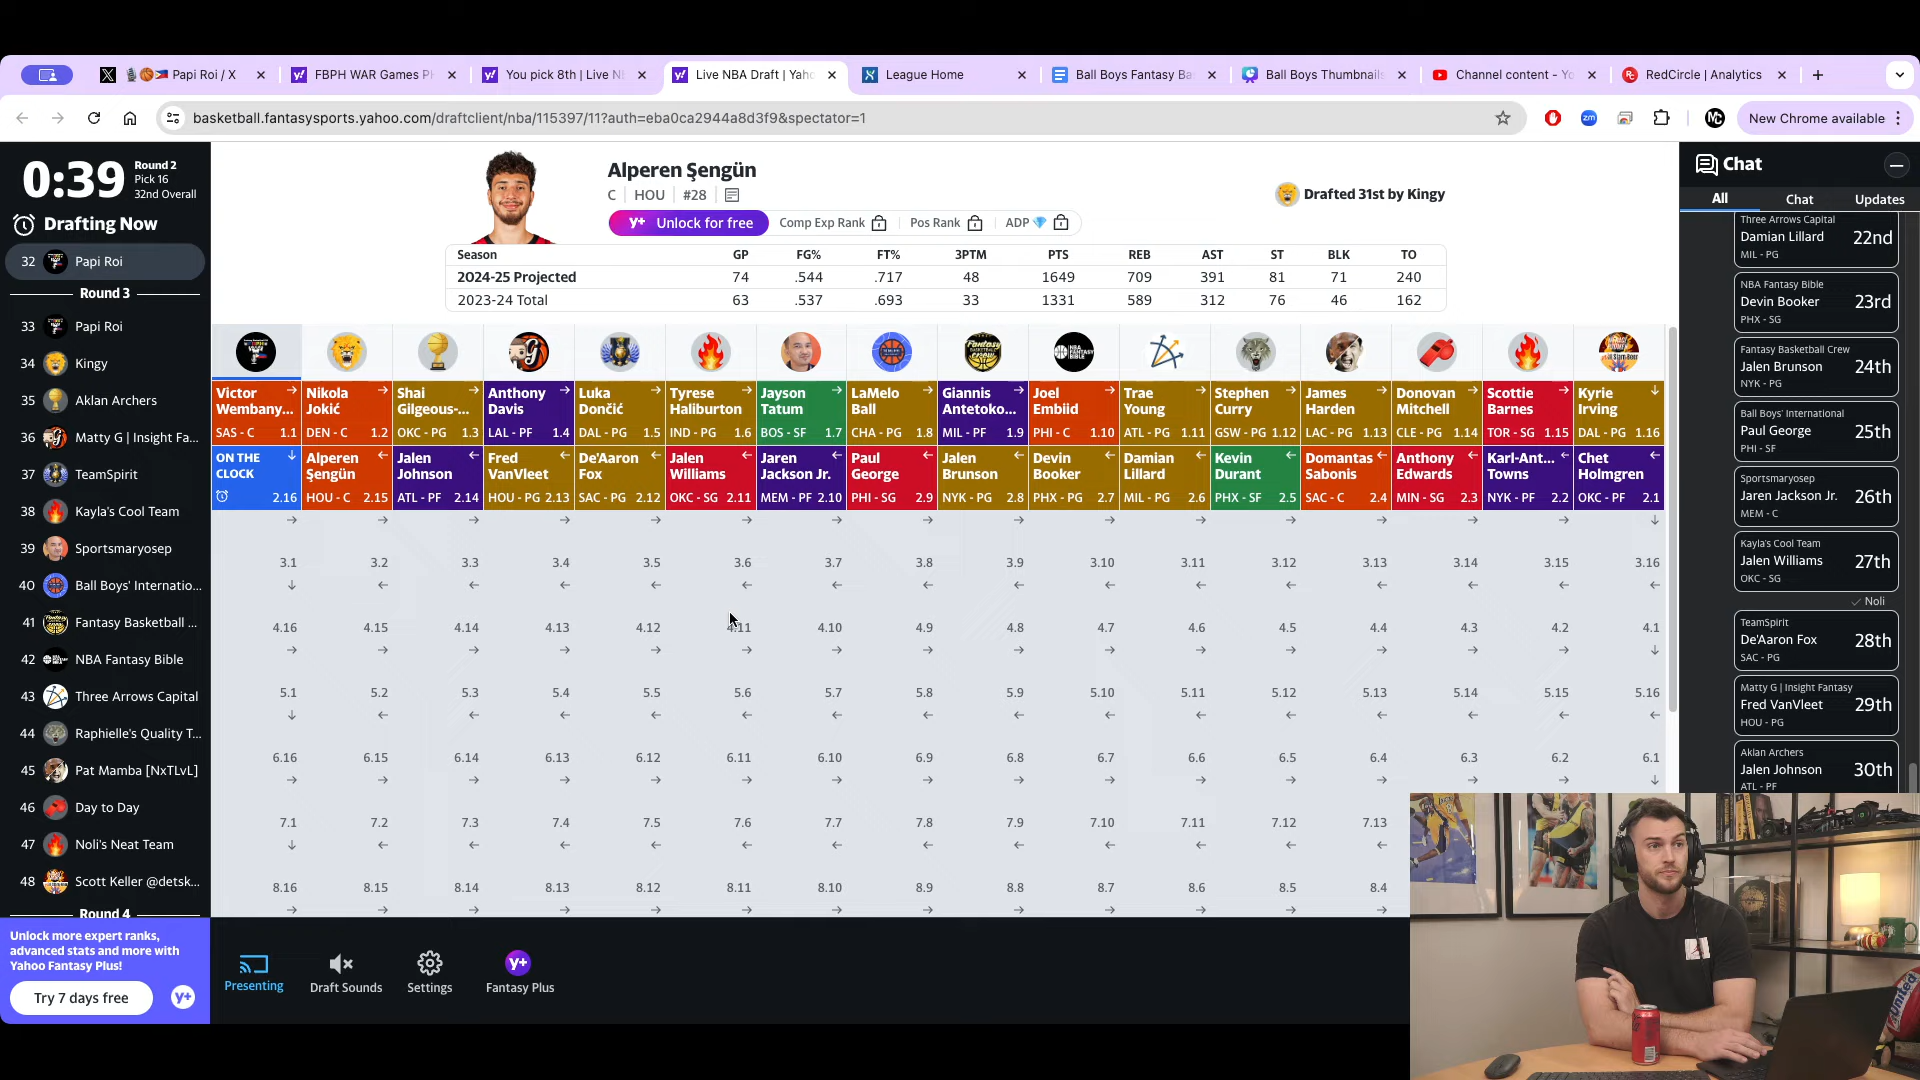 Papi Roi / X
FBPH WAR Games P
You pick 8th | Live N
Live NBA Draft | Yaho
League Home
Ball Boys Fantasy Ba
Ball Boys Thumbnails
Channel content - Yo
RedCircle | Analytics
basketball.fantasysports.yahoo.com/draftclient/nba/115397/11?auth=eba0ca2944a8d3f9&spectator=1
New Chrome available
0:39
Round 2
Pick 16
32nd Overall
Drafting Now
32 Papi Roi
Round 3
33 Papi Roi
34 Kingy
35 Aklan Archers
36 Matty G | Insight Fa...
37 TeamSpirit
38 Kayla's Cool Team
39 Sportsmaryosep
40 Ball Boys' Internatio...
41 Fantasy Basketball ...
42 NBA Fantasy Bible
43 Three Arrows Capital
44 Raphielle's Quality T...
45 Pat Mamba [NxTLvL]
46 Day to Day
47 Noli's Neat Team
48 Scott Keller @detsk...
Round 4
Unlock more expert ranks,
advanced stats and more with
Yahoo Fantasy Plus!
Try 7 days free
y+
Alperen Şengün
C | HOU | #28
y+ Unlock for free
Comp Exp Rank
Pos Rank
ADP
Drafted 31st by Kingy
Season GP FG% FT% 3PTM PTS REB AST ST BLK TO
2024-25 Projected 74 .544 .717 48 1649 709 391 81 71 240
2023-24 Total 63 .537 .693 33 1331 589 312 76 46 162
Victor Wembany... SAS - C 1.1
Nikola Jokić DEN - C 1.2
Shai Gilgeous-... OKC - PG 1.3
Anthony Davis LAL - PF 1.4
Luka Dončić DAL - PG 1.5
Tyrese Haliburton IND - PG 1.6
Jayson Tatum BOS - SF 1.7
LaMelo Ball CHA - PG 1.8
Giannis Antetoko... MIL - PF 1.9
Joel Embiid PHI - C 1.10
Trae Young ATL - PG 1.11
Stephen Curry GSW - PG 1.12
James Harden LAC - PG 1.13
Donovan Mitchell CLE - PG 1.14
Scottie Barnes TOR - SG 1.15
Kyrie Irving DAL - PG 1.16
ON THE CLOCK 2.16
Alperen Şengün HOU - C 2.15
Jalen Johnson ATL - PF 2.14
Fred VanVleet HOU - PG 2.13
De'Aaron Fox SAC - PG 2.12
Jalen Williams OKC - SG 2.11
Jaren Jackson Jr. MEM - PF 2.10
Paul George PHI - SG 2.9
Jalen Brunson NYK - PG 2.8
Devin Booker PHX - PG 2.7
Damian Lillard MIL - PG 2.6
Kevin Durant PHX - SF 2.5
Domantas Sabonis SAC - C 2.4
Anthony Edwards MIN - SG 2.3
Karl-Ant... Towns NYK - PF 2.2
Chet Holmgren OKC - PF 2.1
3.1 3.2 3.3 3.4 3.5 3.6 3.7 3.8 3.9 3.10 3.11 3.12 3.13 3.14 3.15 3.16
4.16 4.15 4.14 4.13 4.12 4.11 4.10 4.9 4.8 4.7 4.6 4.5 4.4 4.3 4.2 4.1
5.1 5.2 5.3 5.4 5.5 5.6 5.7 5.8 5.9 5.10 5.11 5.12 5.13 5.14 5.15 5.16
6.16 6.15 6.14 6.13 6.12 6.11 6.10 6.9 6.8 6.7 6.6 6.5 6.4 6.3 6.2 6.1
7.1 7.2 7.3 7.4 7.5 7.6 7.7 7.8 7.9 7.10 7.11 7.12 7.13
8.16 8.15 8.14 8.13 8.12 8.11 8.10 8.9 8.8 8.7 8.6 8.5 8.4
Presenting
Draft Sounds
Settings
Fantasy Plus
Chat
All Chat Updates
Three Arrows Capital
Damian Lillard 22nd
MIL - PG
NBA Fantasy Bible
Devin Booker 23rd
PHX - SG
Fantasy Basketball Crew
Jalen Brunson 24th
NYK - PG
Ball Boys' International
Paul George 25th
PHI - SF
Sportsmaryosep
Jaren Jackson Jr. 26th
MEM - C
Kayla's Cool Team
Jalen Williams 27th
OKC - SG
Noli
TeamSpirit
De'Aaron Fox 28th
SAC - PG
Matty G | Insight Fantasy
Fred VanVleet 29th
HOU - PG
Aklan Archers
Jalen Johnson 30th
ATL - PF